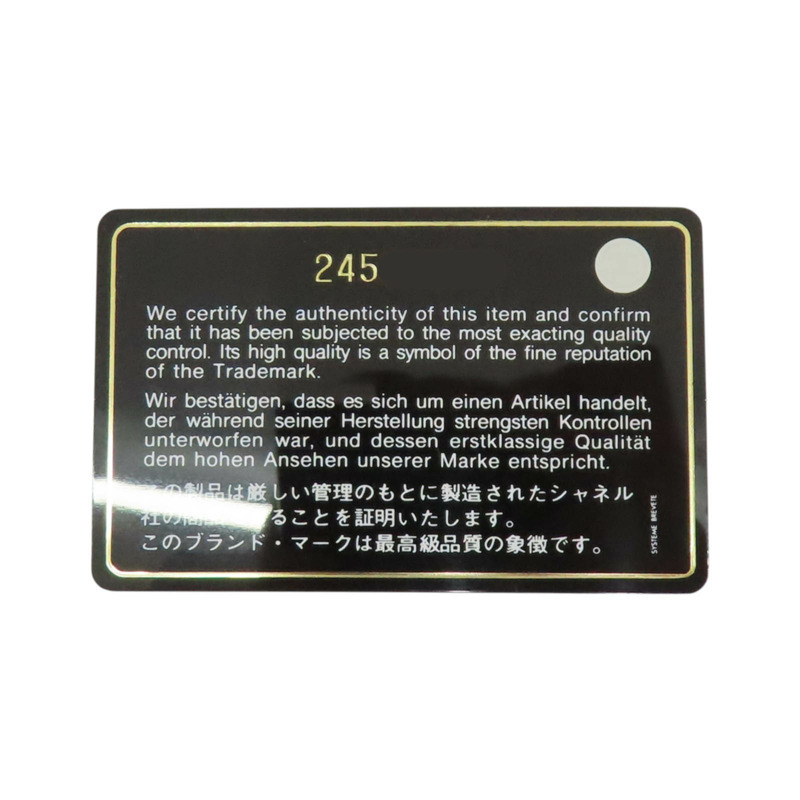 245
We certify the authenticity of this item and confirm
that it has been subjected to the most exacting quality
control. Its high quality is a symbol of the fine reputation
of the Trademark.
Wir bestätigen, dass es sich um einen Artikel handelt,
der während seiner Herstellung strengsten Kontrollen
unterworfen war, und dessen erstklassige Qualität
dem hohen Ansehen unserer Marke entspricht.
この製品は厳しい管理のもとに製造されたシャネル
社の ることを証明いたします。
このブランド・マークは最高級品質の象徴です。
SYSTEME BREVETE